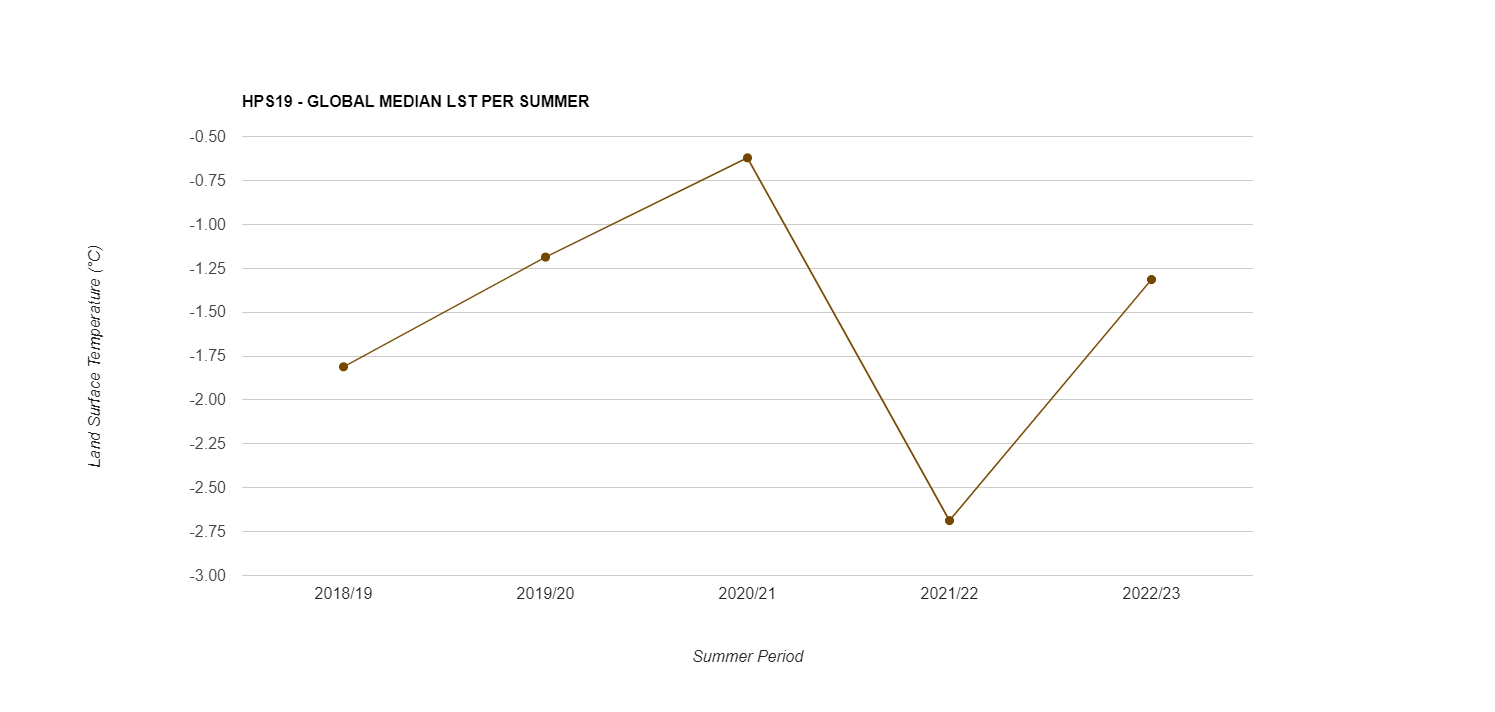 HPS19 - GLOBAL MEDIAN LST PER SUMMER
-0.50
-0.75
-1.00
-1.25
-1.50
-1.75
-2.00
-2.25
-2.50
-2.75
-3.00
Land Surface Temperature (°C)
2018/19 2019/20 2020/21 2021/22 2022/23
Summer Period